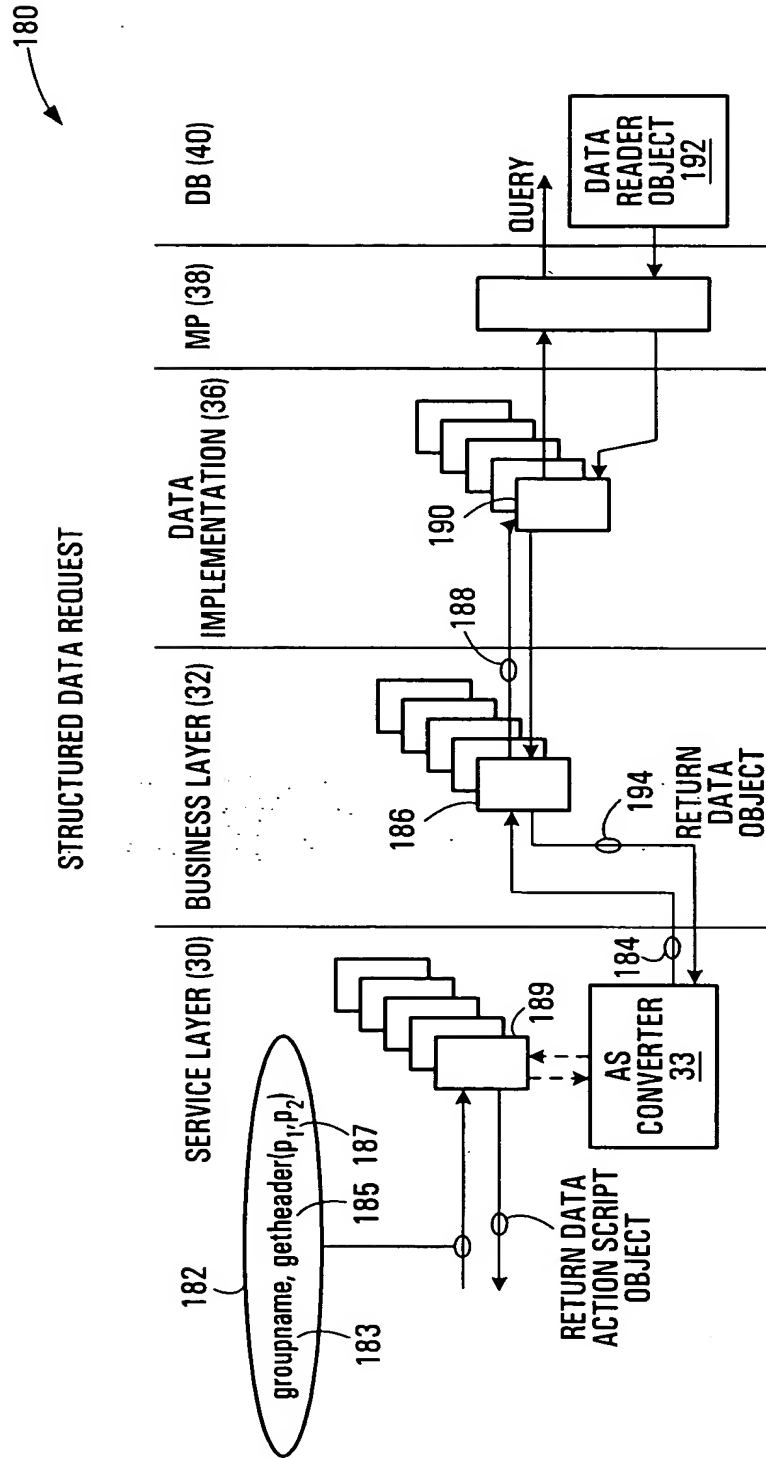 180
STRUCTURED DATA REQUEST
SERVICE LAYER (30)
BUSINESS LAYER (32)
DATA
IMPLEMENTATION (36)
MP (38)
DB (40)
182
groupname, getheader(p₁,p₂)
183
185
187
189
RETURN DATA
ACTION SCRIPT
OBJECT
AS
CONVERTER
33
184
186
188
194
RETURN
DATA
OBJECT
190
QUERY
DATA
READER
OBJECT
192